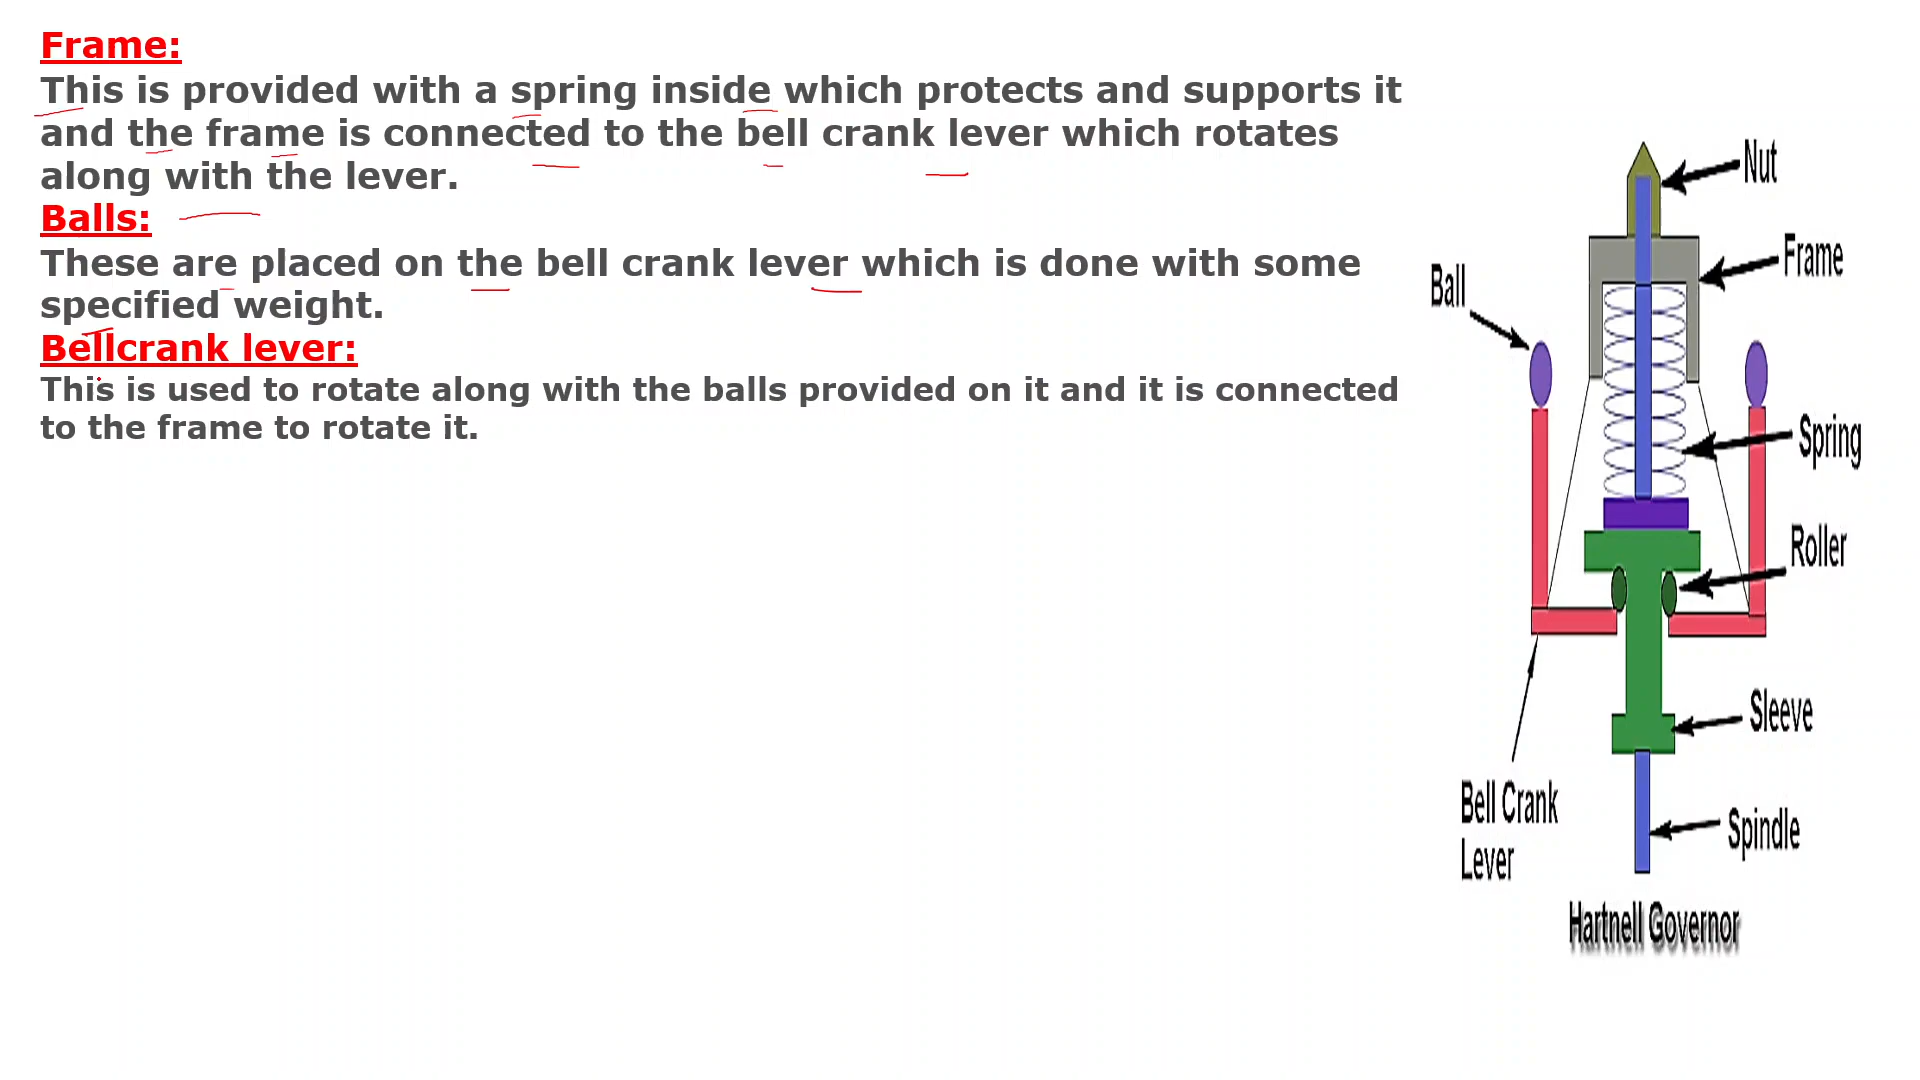 Frame:
This is provided with a spring inside which protects and supports it
and the frame is connected to the bell crank lever which rotates
along with the lever.
Balls:
These are placed on the bell crank lever which is done with some
specified weight.
Bellcrank lever:
This is used to rotate along with the balls provided on it and it is connected
to the frame to rotate it.
Nut
Frame
Ball
Spring
Roller
Sleeve
Bell Crank
Lever
Spindle
Hartnell Governor